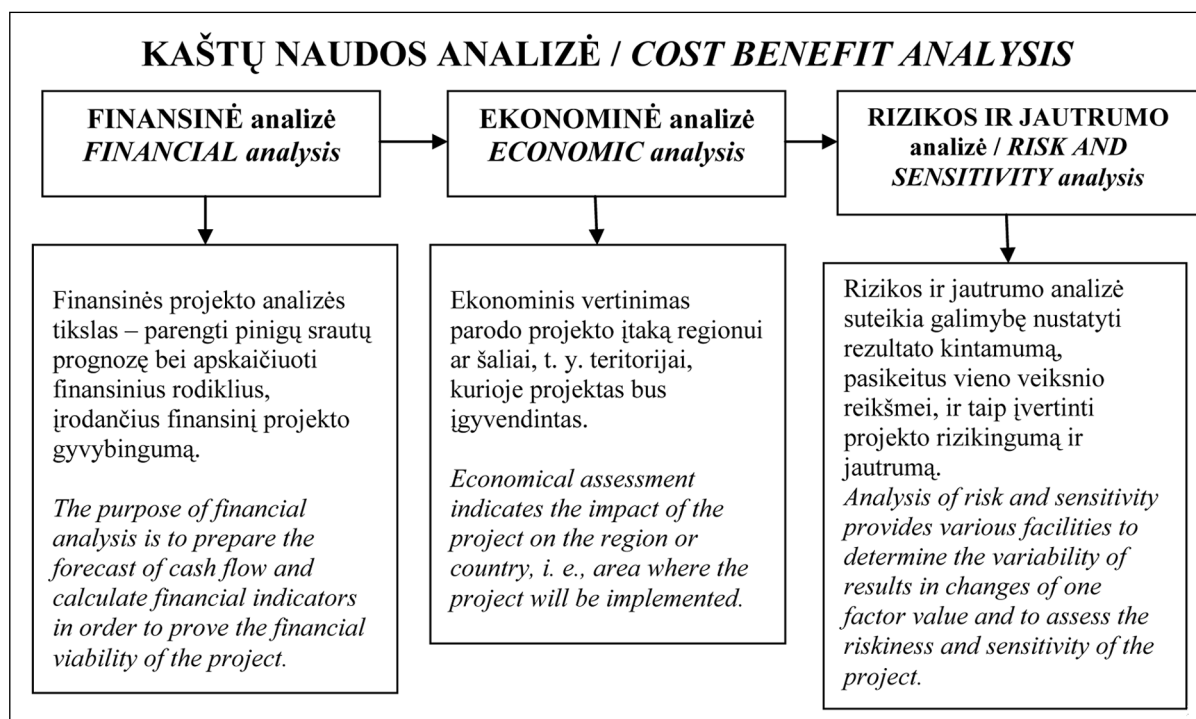 KAŠTŲ NAUDOS ANALIZĖ / COST BENEFIT ANALYSIS
FINANSINĖ analizė
FINANCIAL analysis
EKONOMINĖ analizė
ECONOMIC analysis
RIZIKOS IR JAUTRUMO
analizė / RISK AND
SENSITIVITY analysis
Finansinės projekto analizės
tikslas – parengti pinigų srautų
prognozę bei apskaičiuoti
finansinius rodiklius,
įrodančius finansinį projekto
gyvybingumą.
The purpose of financial
analysis is to prepare the
forecast of cash flow and
calculate financial indicators
in order to prove the financial
viability of the project.
Ekonominis vertinimas
parodo projekto įtaką regionui
ar šaliai, t. y. teritorijai,
kurioje projektas bus
įgyvendintas.
Economical assessment
indicates the impact of the
project on the region or
country, i. e., area where the
project will be implemented.
Rizikos ir jautrumo analizė
suteikia galimybę nustatyti
rezultato kintamumą,
pasikeitus vieno veiksnio
reikšmei, ir taip įvertinti
projekto rizikingumą ir
jautrumą.
Analysis of risk and sensitivity
provides various facilities to
determine the variability of
results in changes of one
factor value and to assess the
riskiness and sensitivity of the
project.